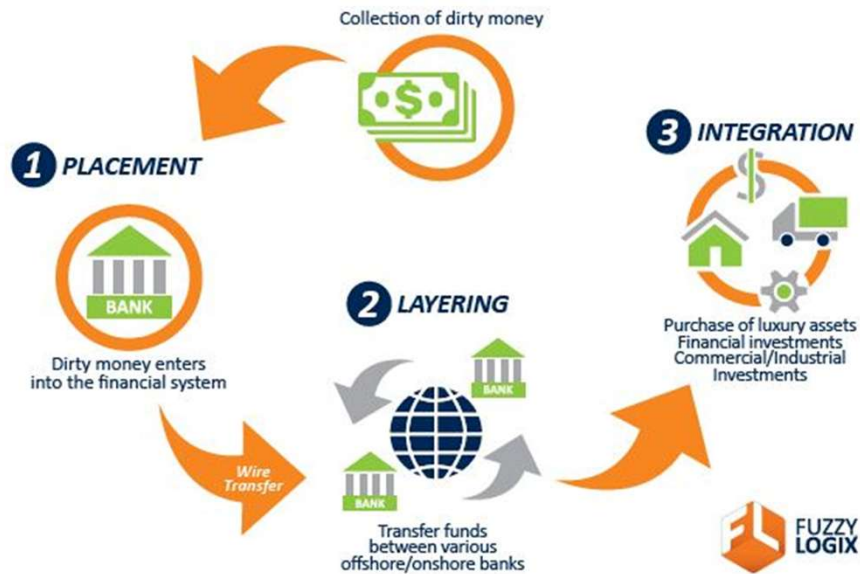 Collection of dirty money
$
1 PLACEMENT
BANK
Dirty money enters
into the financial system
Wire
Transfer
2 LAYERING
BANK
BANK
Transfer funds
between various
offshore/onshore banks
3 INTEGRATION
$
Purchase of luxury assets
Financial investments
Commercial/Industrial
Investments
FL
FUZZY
LOGIX